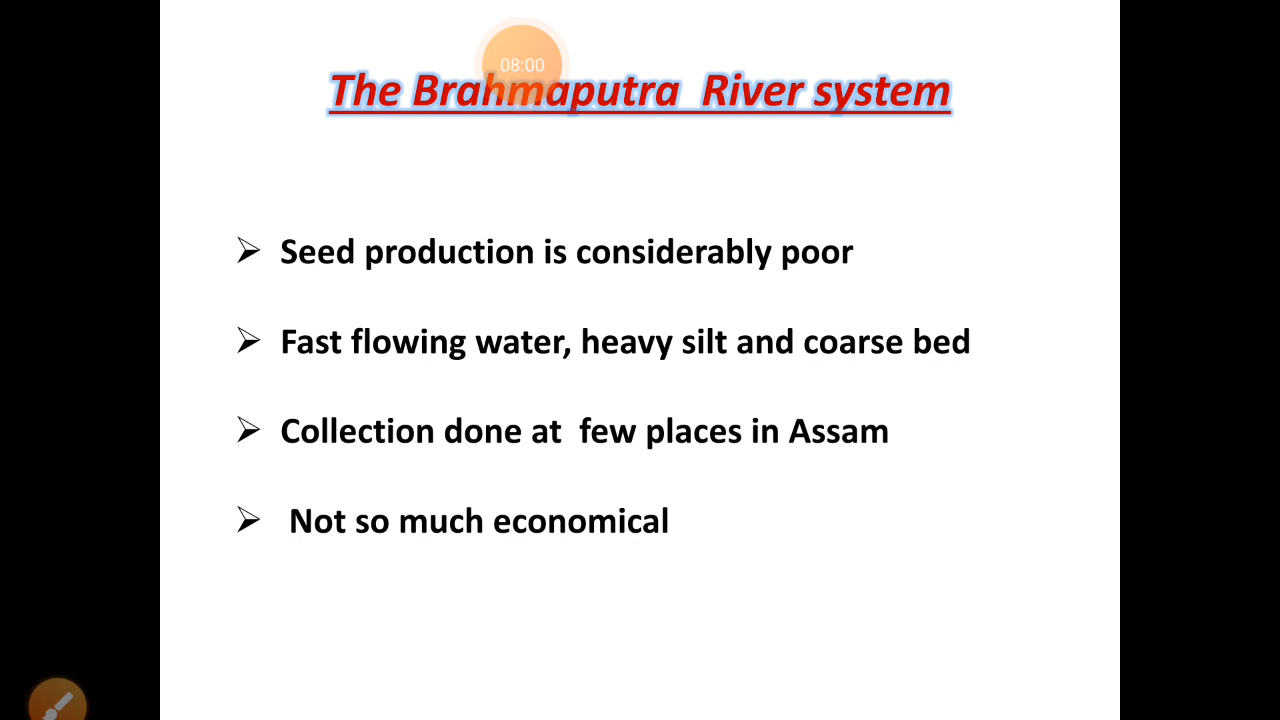 08:00
The Brahmaputra River system
➢ Seed production is considerably poor
➢ Fast flowing water, heavy silt and coarse bed
➢ Collection done at few places in Assam
➢ Not so much economical